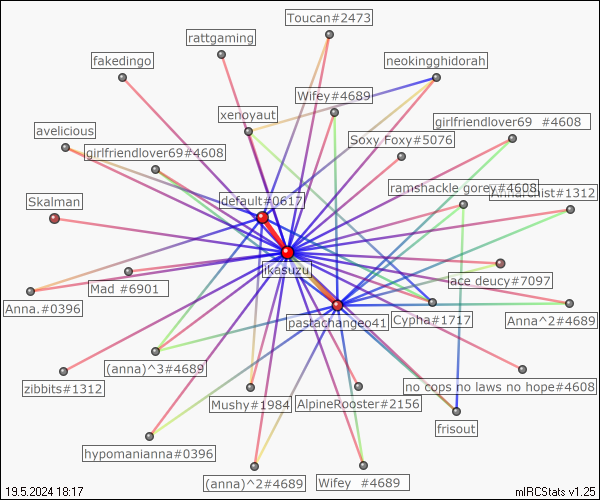 Toucan#2473
rattgaming
fakedingo
neokingghidorah
Wifey#4689
xenoyaut
girlfriendlover69 #4608
avelicious
Soxy Foxy#5076
girlfriendlover69#4608
ramshackle gorey#4608
#1312
Skalman
default#0617
ikasuzu
ace deucy#7097
Mad #6901
Anna.#0396
pastachangeo41
Cypha#1717
Anna^2#4689
(anna)^3#4689
zibbits#1312
no cops no laws no hope#4608
Mushy#1984
AlpineRooster#2156
frisout
hypomanianna#0396
(anna)^2#4689
Wifey #4689
19.5.2024 18:17
mIRCStats v1.25